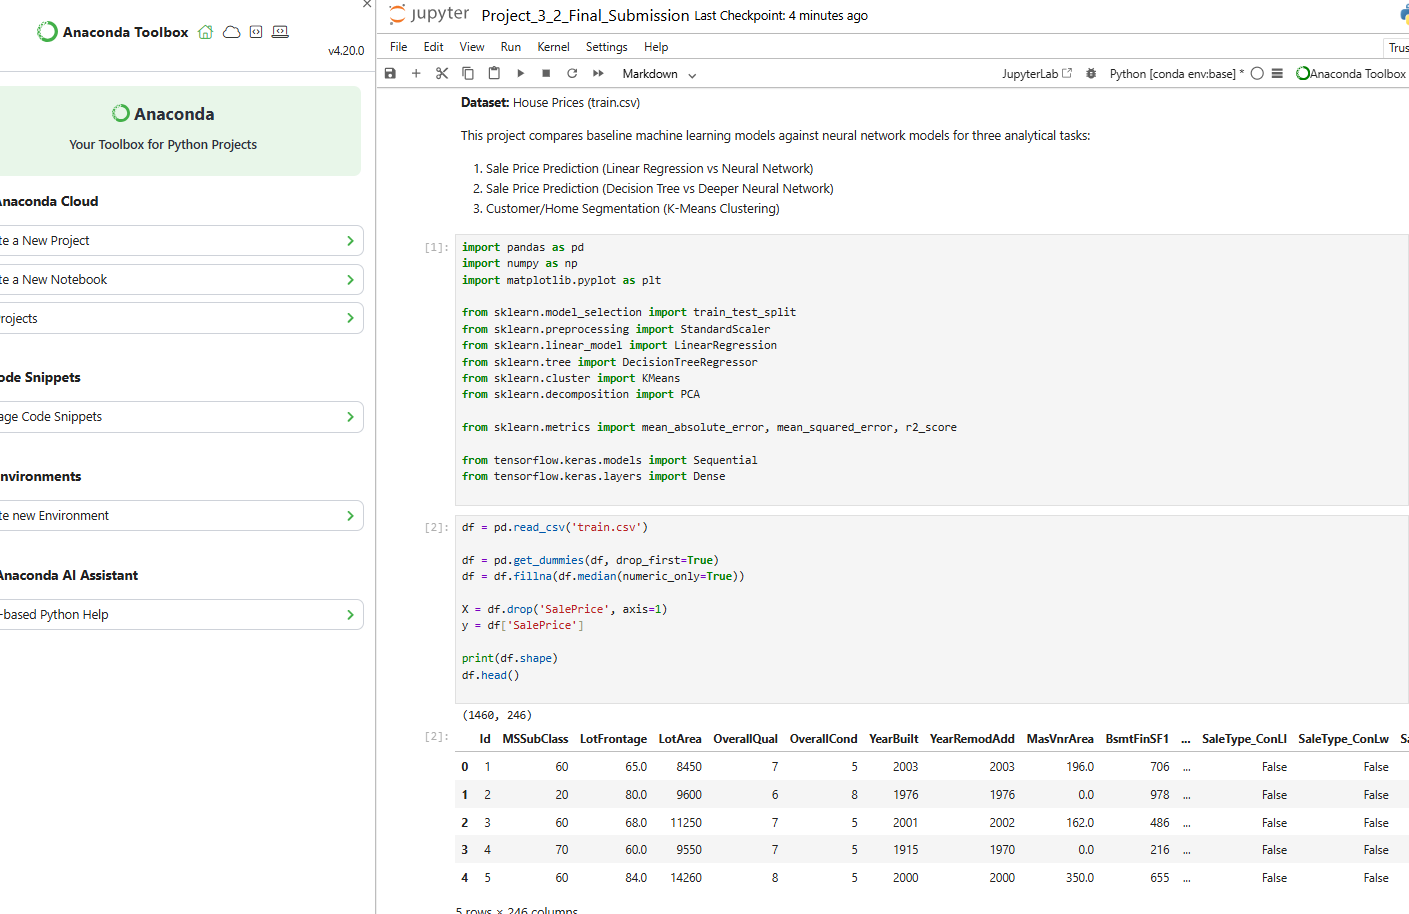 Anaconda Toolbox
v4.20.0
Anaconda
Your Toolbox for Python Projects
naconda Cloud
te a New Project
te a New Notebook
rojects
ode Snippets
age Code Snippets
nvironments
te new Environment
Anaconda AI Assistant
-based Python Help
jupyter Project_3_2_Final_Submission Last Checkpoint: 4 minutes ago
File Edit View Run Kernel Settings Help
Trus
Markdown
JupyterLab Python [conda env:base] * Anaconda Toolbox
Dataset: House Prices (train.csv)
This project compares baseline machine learning models against neural network models for three analytical tasks:
1. Sale Price Prediction (Linear Regression vs Neural Network)
2. Sale Price Prediction (Decision Tree vs Deeper Neural Network)
3. Customer/Home Segmentation (K-Means Clustering)
[1]: import pandas as pd
import numpy as np
import matplotlib.pyplot as plt
from sklearn.model_selection import train_test_split
from sklearn.preprocessing import StandardScaler
from sklearn.linear_model import LinearRegression
from sklearn.tree import DecisionTreeRegressor
from sklearn.cluster import KMeans
from sklearn.decomposition import PCA
from sklearn.metrics import mean_absolute_error, mean_squared_error, r2_score
from tensorflow.keras.models import Sequential
from tensorflow.keras.layers import Dense
[2]: df = pd.read_csv('train.csv')
df = pd.get_dummies(df, drop_first=True)
df = df.fillna(df.median(numeric_only=True))
X = df.drop('SalePrice', axis=1)
y = df['SalePrice']
print(df.shape)
df.head()
(1460, 246)
[2]: Id MSSubClass LotFrontage LotArea OverallQual OverallCond YearBuilt YearRemodAdd MasVnrArea BsmtFinSF1 ... SaleType_ConLI SaleType_ConLw Sa
0 1 60 65.0 8450 7 5 2003 2003 196.0 706 ... False False
1 2 20 80.0 9600 6 8 1976 1976 0.0 978 ... False False
2 3 60 68.0 11250 7 5 2001 2002 162.0 486 ... False False
3 4 70 60.0 9550 7 5 1915 1970 0.0 216 ... False False
4 5 60 84.0 14260 8 5 2000 2000 350.0 655 ... False False
5 rows × 246 columns